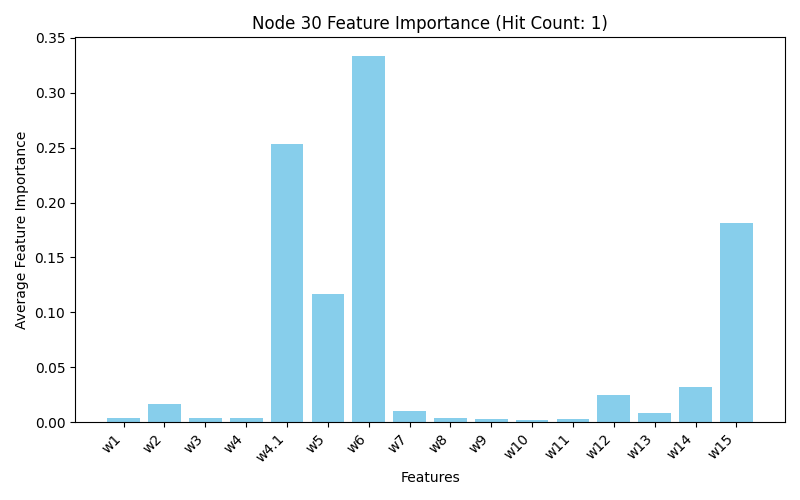 Node 30 Feature Importance (Hit Count: 1)
Average Feature Importance
0.35
0.30
0.25
0.20
0.15
0.10
0.05
0.00
w1 w2 w3 w4 w4.1 w5 w6 w7 w8 w9 w10 w11 w12 w13 w14 w15
Features